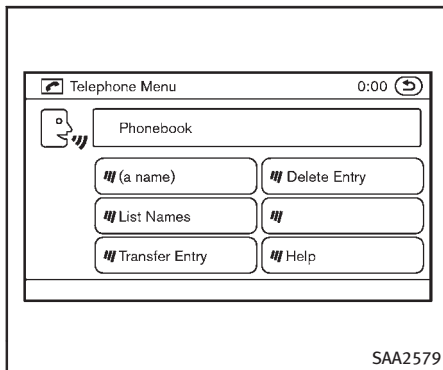 Telephone Menu 0:00
Phonebook
(a name) Delete Entry
List Names
Transfer Entry Help
SAA2579